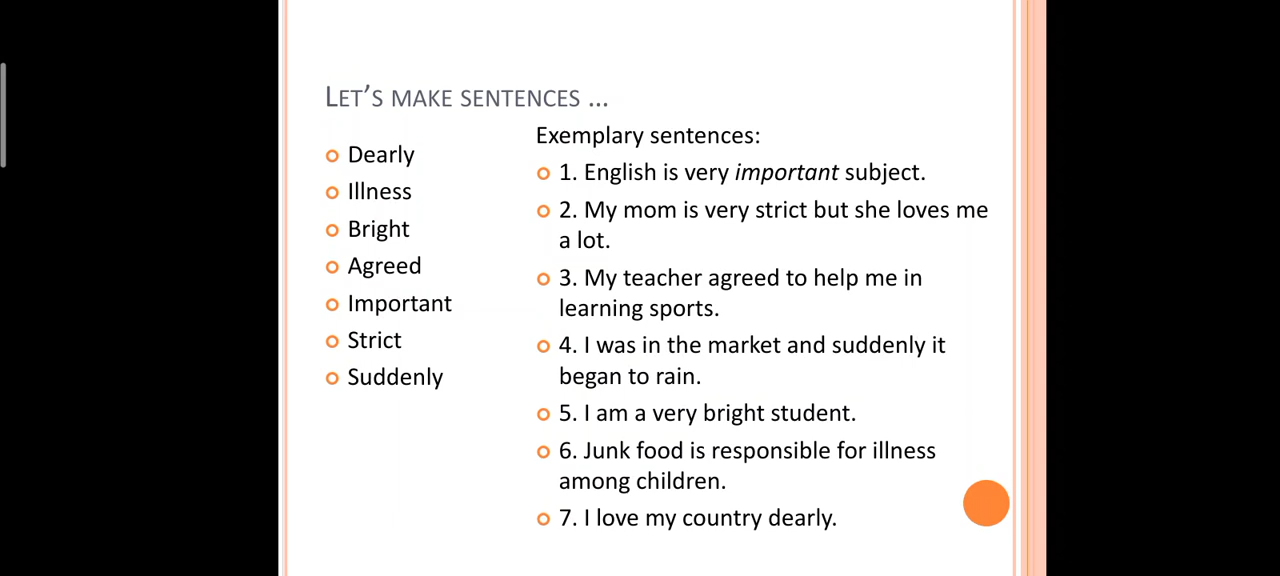 LET'S MAKE SENTENCES ...
Dearly
Illness
Bright
Agreed
Important
Strict
Suddenly
Exemplary sentences:
1. English is very important subject.
2. My mom is very strict but she loves me
a lot.
3. My teacher agreed to help me in
learning sports.
4. I was in the market and suddenly it
began to rain.
5. I am a very bright student.
6. Junk food is responsible for illness
among children.
7. I love my country dearly.